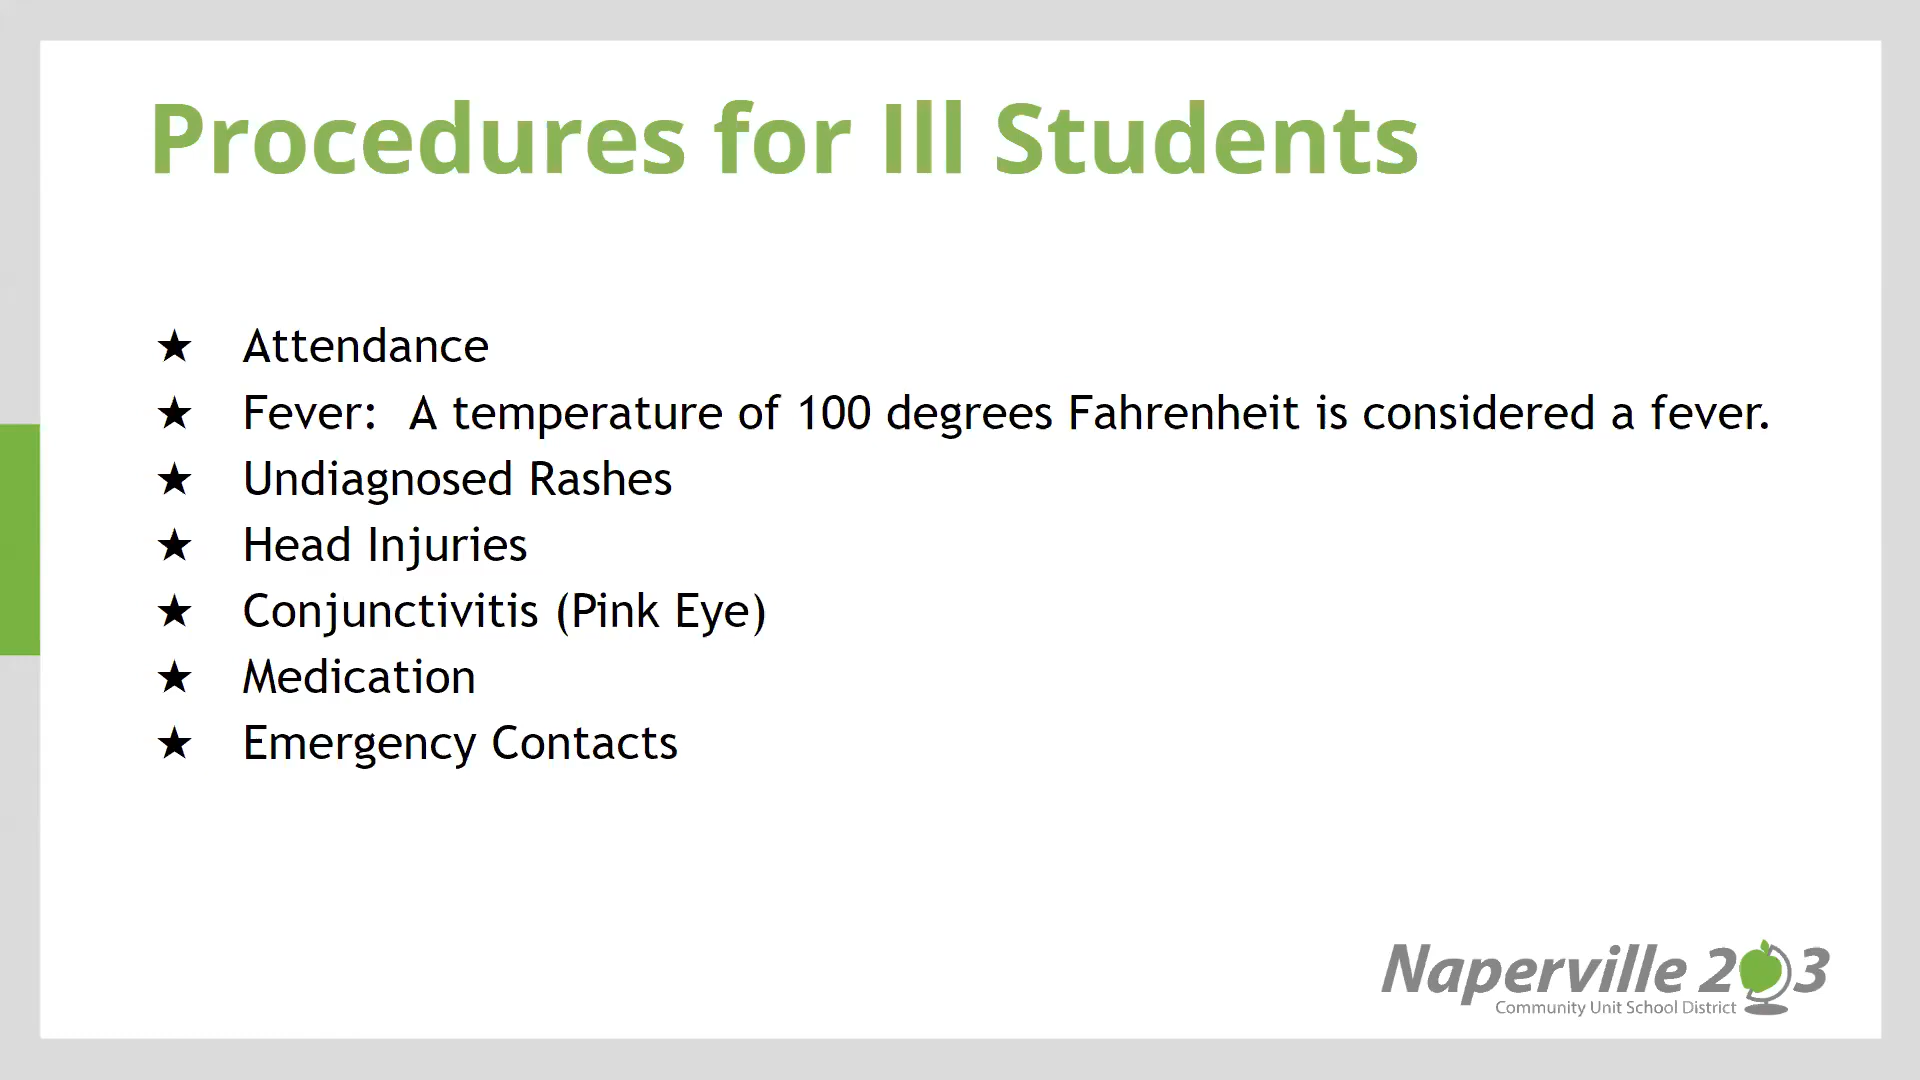 Procedures for Ill Students
★ Attendance
★ Fever: A temperature of 100 degrees Fahrenheit is considered a fever.
★ Undiagnosed Rashes
★ Head Injuries
★ Conjunctivitis (Pink Eye)
★ Medication
★ Emergency Contacts
Naperville 203
Community Unit School District